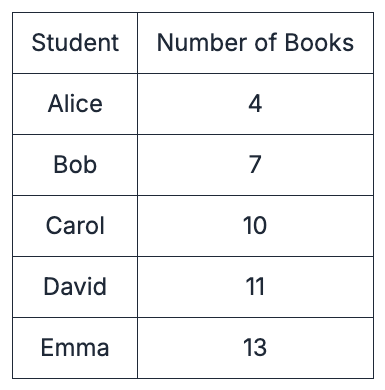 Student Number of Books
Alice 4
Bob 7
Carol 10
David 11
Emma 13